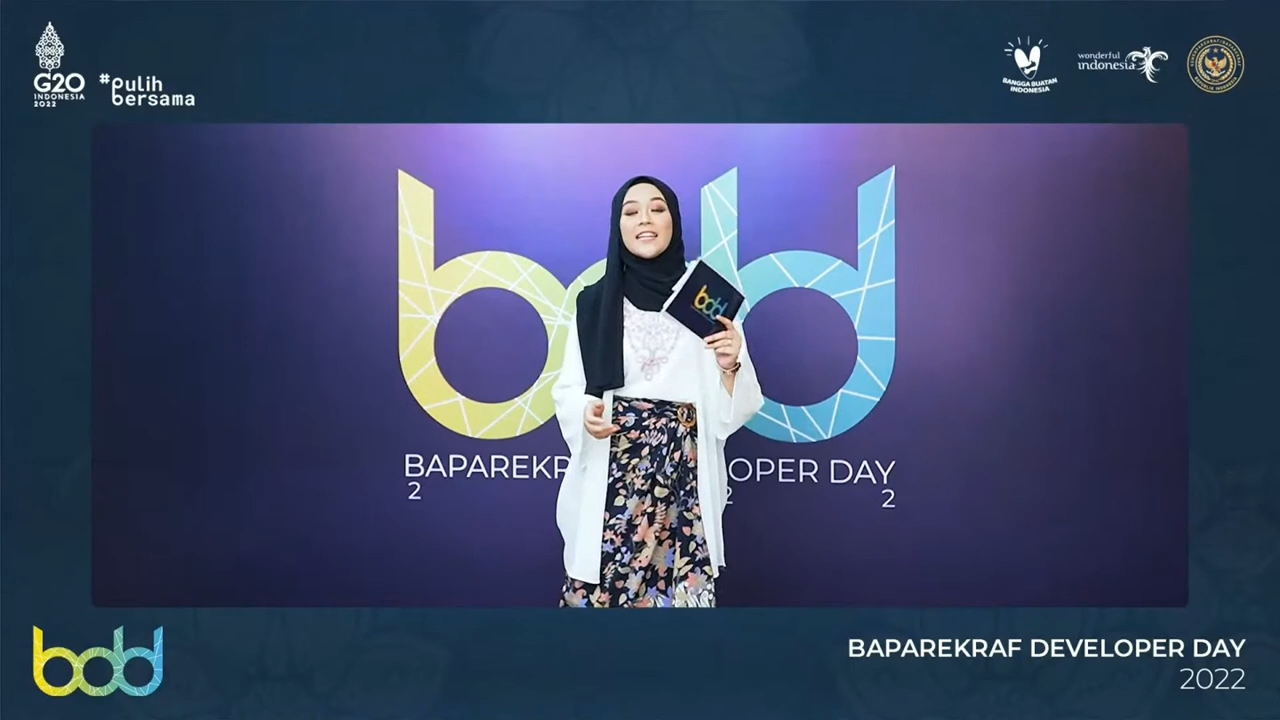 G20
INDONESIA
2022
#pulih
bersama
BANGGA BUATAN
INDONESIA
wonderful
indonesia
bdd
bdd
BAPAREKR
OPER DAY
2
2
2
bdd
BAPAREKRAF DEVELOPER DAY
2022